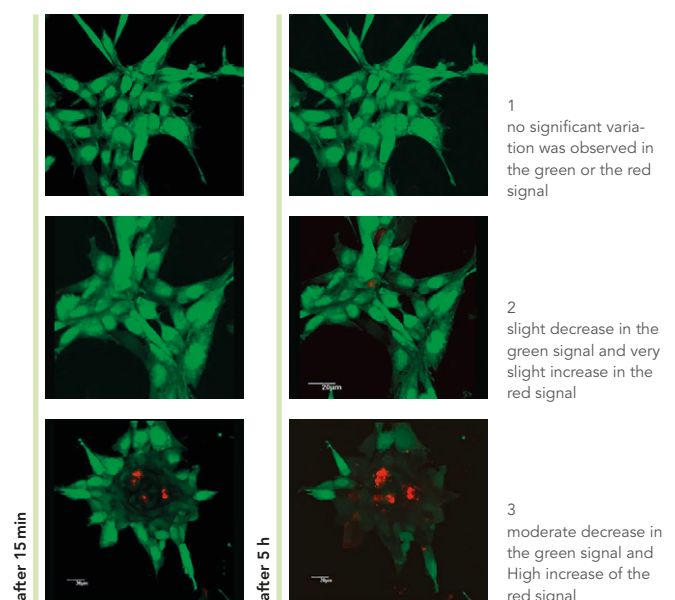 1
no significant varia-
tion was observed in
the green or the red
signal
20μm
2
slight decrease in the
green signal and very
slight increase in the
red signal
after 15 min
after 5 h
3
moderate decrease in
the green signal and
High increase of the
red signal